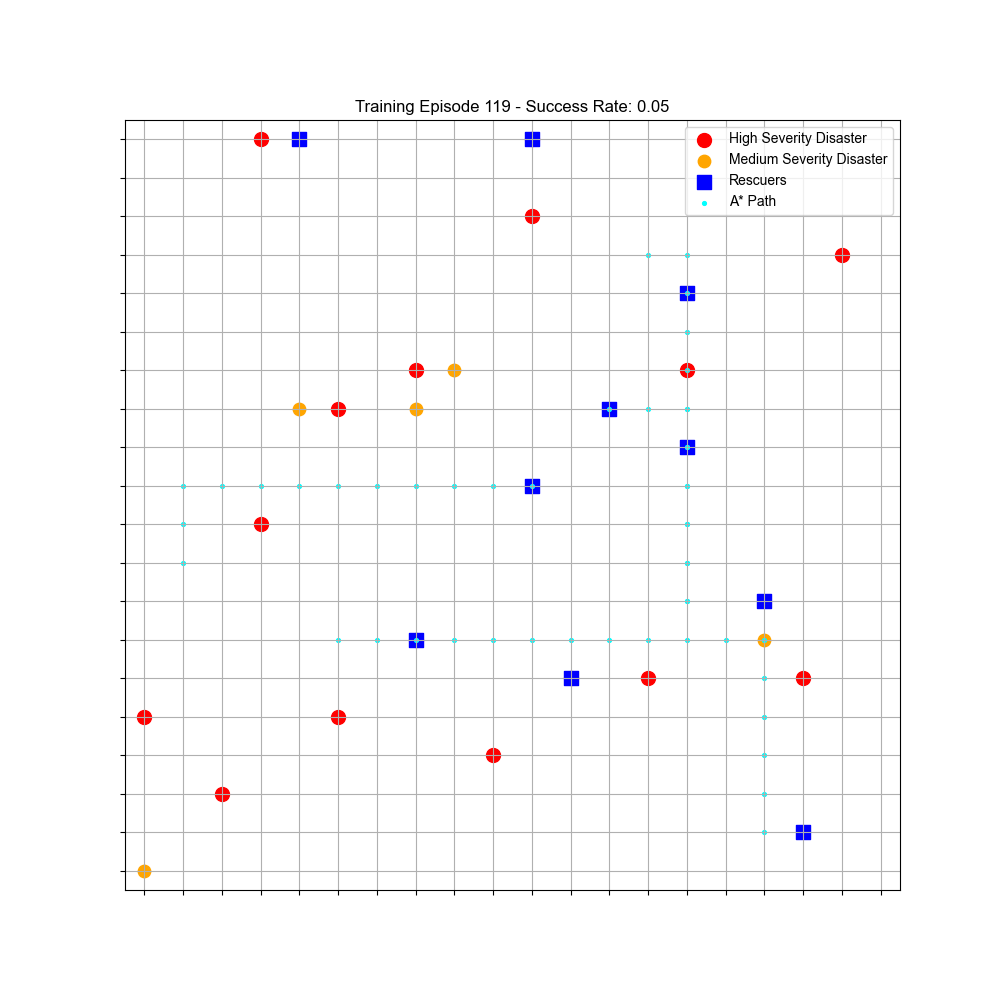 Training Episode 119 - Success Rate: 0.05
High Severity Disaster
Medium Severity Disaster
Rescuers
A* Path